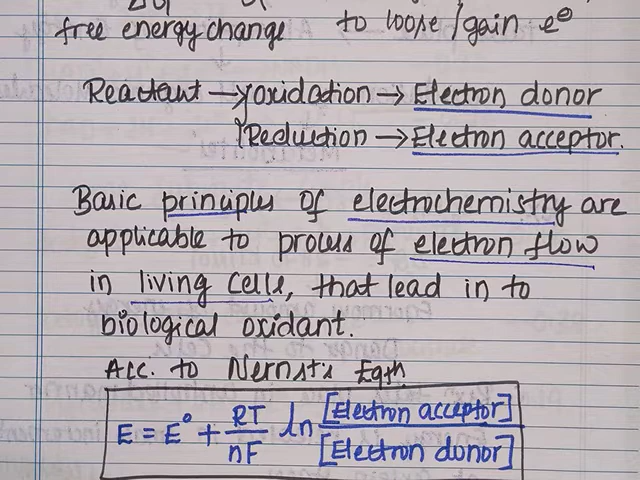 free energy change to loose/gain e⊖
Reactant → oxidation → Electron donor
Reduction → Electron acceptor.
Basic principles of electrochemistry are
applicable to process of electron flow
in living cells, that lead in to
biological oxidant.
Acc. to Nernsts Eqth
E = E° + RT/nF ln [Electron acceptor]/[Electron donor]